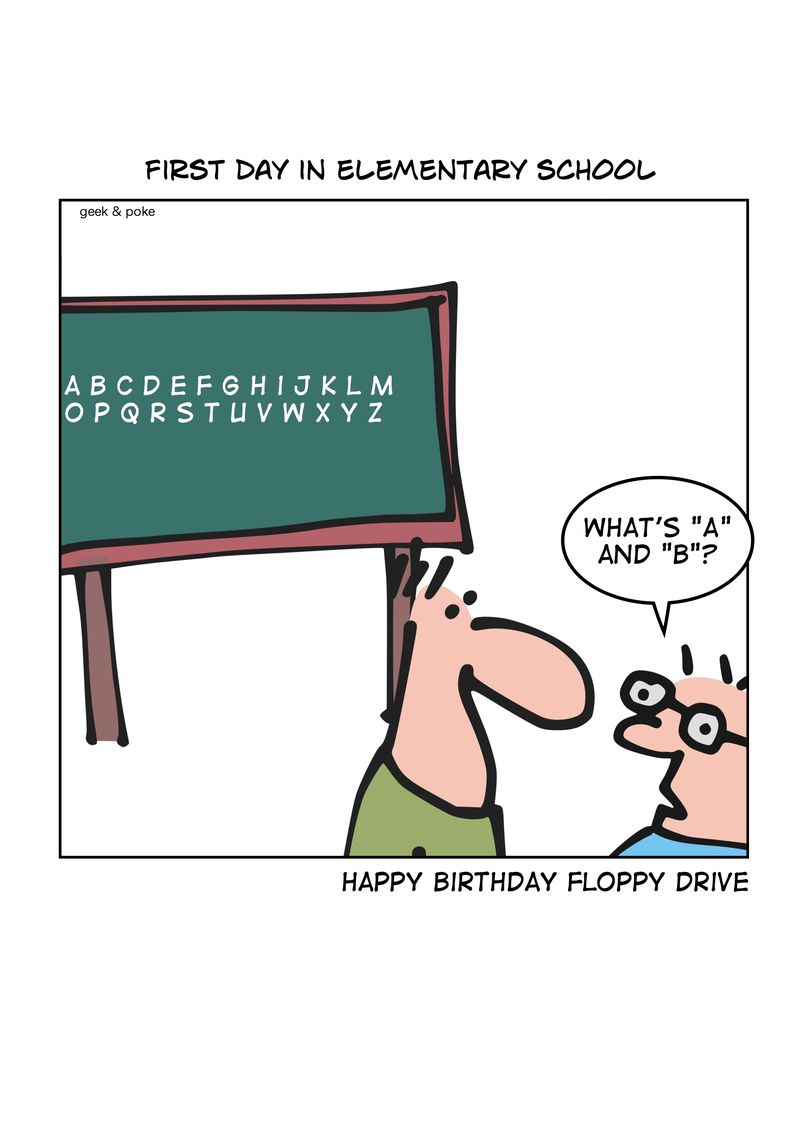 FIRST DAY IN ELEMENTARY SCHOOL
geek & poke
A B C D E F G H I J K L M
O P Q R S T U V W X Y Z
WHAT'S "A"
AND "B"?
HAPPY BIRTHDAY FLOPPY DRIVE